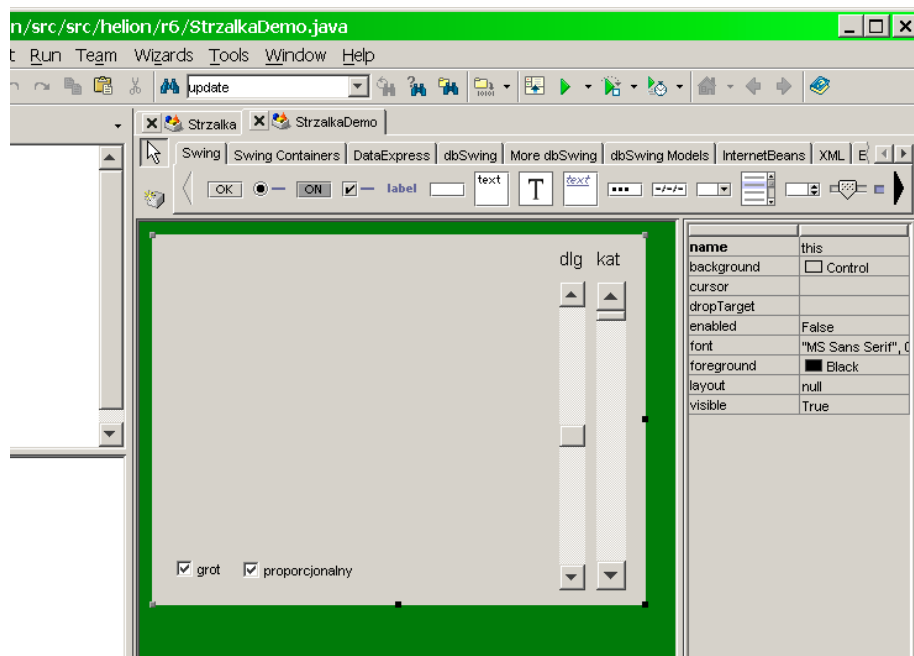 n/src/src/helion/r6/StrzalkaDemo.java
t Run Team Wizards Tools Window Help
update
Strzalka StrzalkaDemo
Swing Swing Containers DataExpress dbSwing More dbSwing dbSwing Models InternetBeans XML E
OK ON label text T text
dlg kat
name this
background Control
cursor
dropTarget
enabled False
font "MS Sans Serif", 0
foreground Black
layout null
visible True
grot proporcjonalny